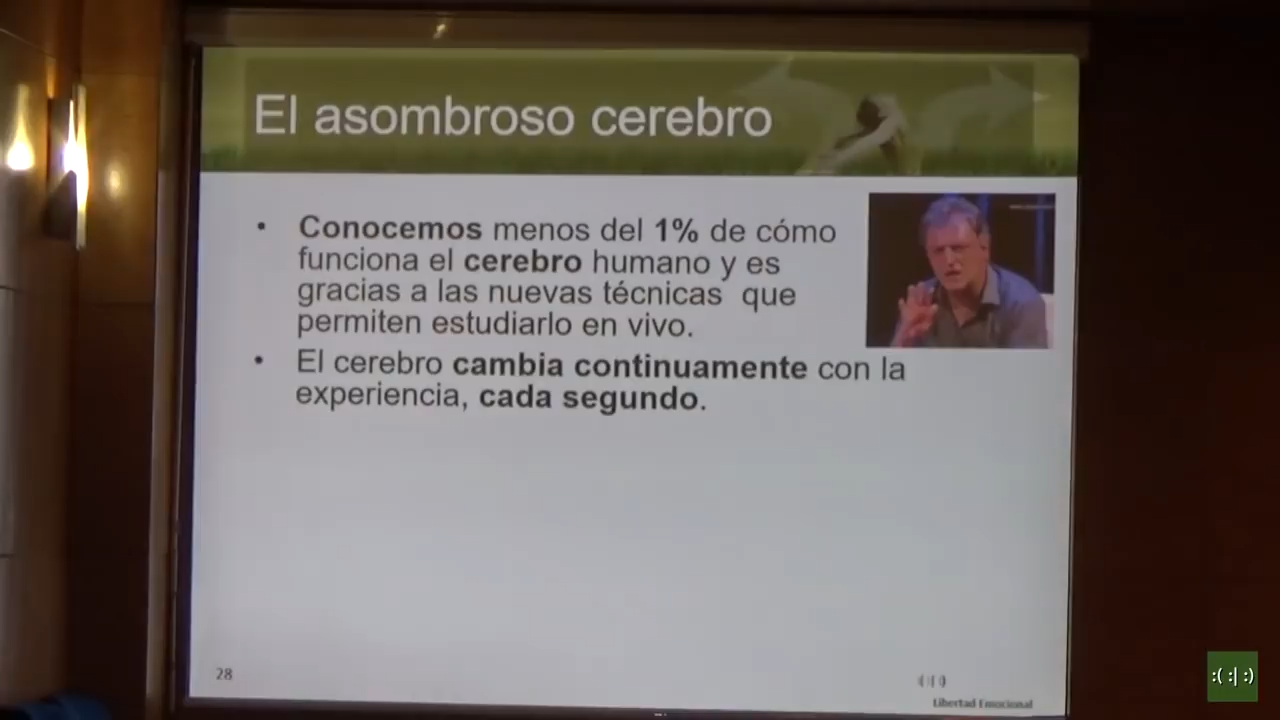 El asombroso cerebro
• Conocemos menos del 1% de cómo
funciona el cerebro humano y es
gracias a las nuevas técnicas que
permiten estudiarlo en vivo.
• El cerebro cambia continuamente con la
experiencia, cada segundo.
28
:( :| :)
Libertad Emocional
:( :| :)